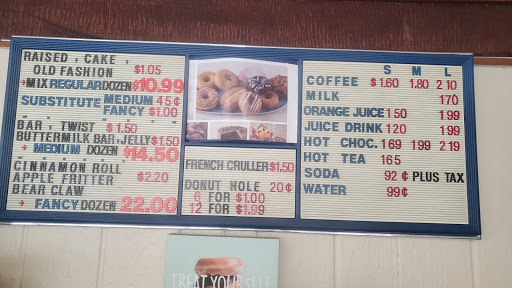 RAISED , CAKE ,
OLD FASHION $1.05
MIX REGULAR DOZEN $10.99
SUBSTITUTE MEDIUM 45¢
FANCY $1.00
BAR , TWIST $1.50
BUTTERMILK BAR, JELLY $1.50
MEDIUM DOZEN $14.50
CINNAMON ROLL
APPLE FRITTER $2.20
BEAR CLAW
FANCY DOZEN 22.00
FRENCH CRULLER $1.50
DONUT HOLE 20¢
6 FOR $1.00
12 FOR $1.99
S M L
COFFEE $1.60 1.80 2.10
MILK 1.70
ORANGE JUICE 1.50 1.99
JUICE DRINK 1.20 1.99
HOT CHOC. 1.69 1.99 2.19
HOT TEA 1.65
SODA 92¢ PLUS TAX
WATER 99¢
TREAT YOURSELF